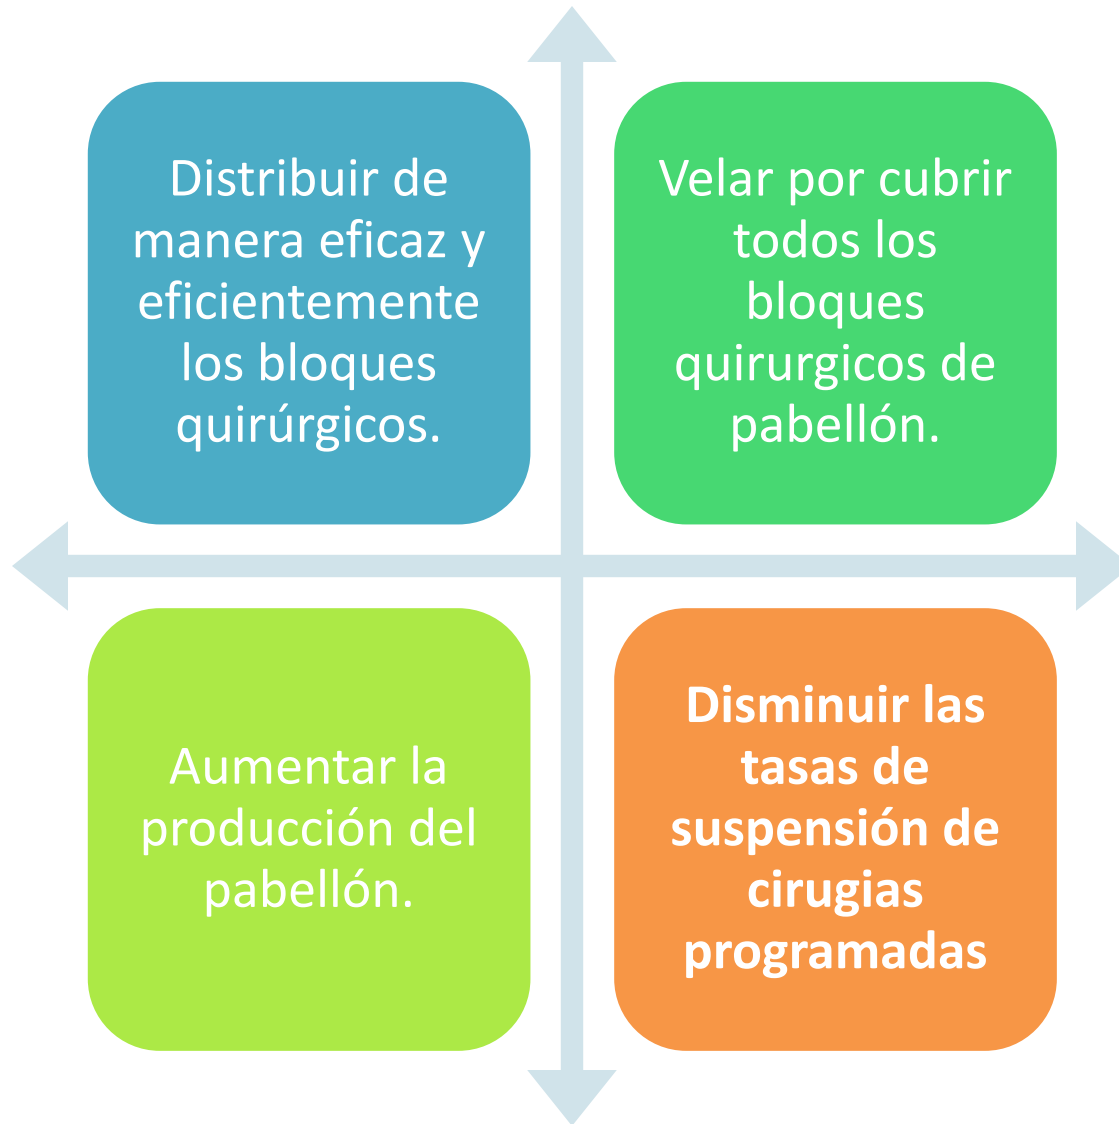 Distribuir de
manera eficaz y
eficientemente
los bloques
quirúrgicos.
Velar por cubrir
todos los
bloques
quirurgicos de
pabellón.
Aumentar la
producción del
pabellón.
Disminuir las
tasas de
suspensión de
cirugias
programadas